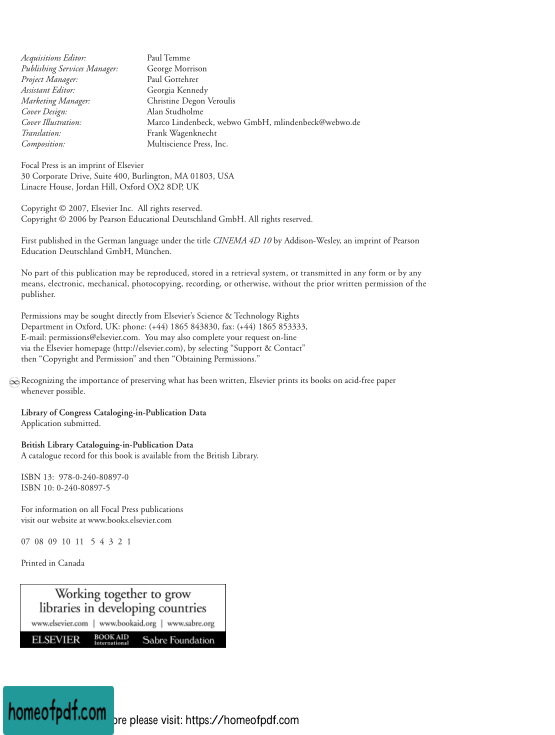 Acquisitions Editor: Paul Temme
Publishing Services Manager: George Morrison
Project Manager: Paul Gottehrer
Assistant Editor: Georgia Kennedy
Marketing Manager: Christine Degon Veroulis
Cover Design: Alan Studholme
Cover Illustration: Marco Lindenbeck, webwo GmbH, mlindenbeck@webwo.de
Translation: Frank Wagenknecht
Composition: Multiscience Press, Inc.
Focal Press is an imprint of Elsevier
30 Corporate Drive, Suite 400, Burlington, MA 01803, USA
Linacre House, Jordan Hill, Oxford OX2 8DP, UK
Copyright © 2007, Elsevier Inc. All rights reserved.
Copyright © 2006 by Pearson Educational Deutschland GmbH. All rights reserved.
First published in the German language under the title CINEMA 4D 10 by Addison-Wesley, an imprint of Pearson
Education Deutschland GmbH, München.
No part of this publication may be reproduced, stored in a retrieval system, or transmitted in any form or by any
means, electronic, mechanical, photocopying, recording, or otherwise, without the prior written permission of the
publisher.
Permissions may be sought directly from Elsevier's Science & Technology Rights
Department in Oxford, UK: phone: (+44) 1865 843830, fax: (+44) 1865 853333,
E-mail: permissions@elsevier.com. You may also complete your request on-line
via the Elsevier homepage (http://elsevier.com), by selecting “Support & Contact”
then “Copyright and Permission” and then “Obtaining Permissions.”
Recognizing the importance of preserving what has been written, Elsevier prints its books on acid-free paper
whenever possible.
Library of Congress Cataloging-in-Publication Data
Application submitted.
British Library Cataloguing-in-Publication Data
A catalogue record for this book is available from the British Library.
ISBN 13: 978-0-240-80897-0
ISBN 10: 0-240-80897-5
For information on all Focal Press publications
visit our website at www.books.elsevier.com
07 08 09 10 11 5 4 3 2 1
Printed in Canada
Working together to grow
libraries in developing countries
www.elsevier.com | www.bookaid.org | www.sabre.org
ELSEVIER BOOK AID International Sabre Foundation
homeofpdf.com
ore please visit: https://homeofpdf.com